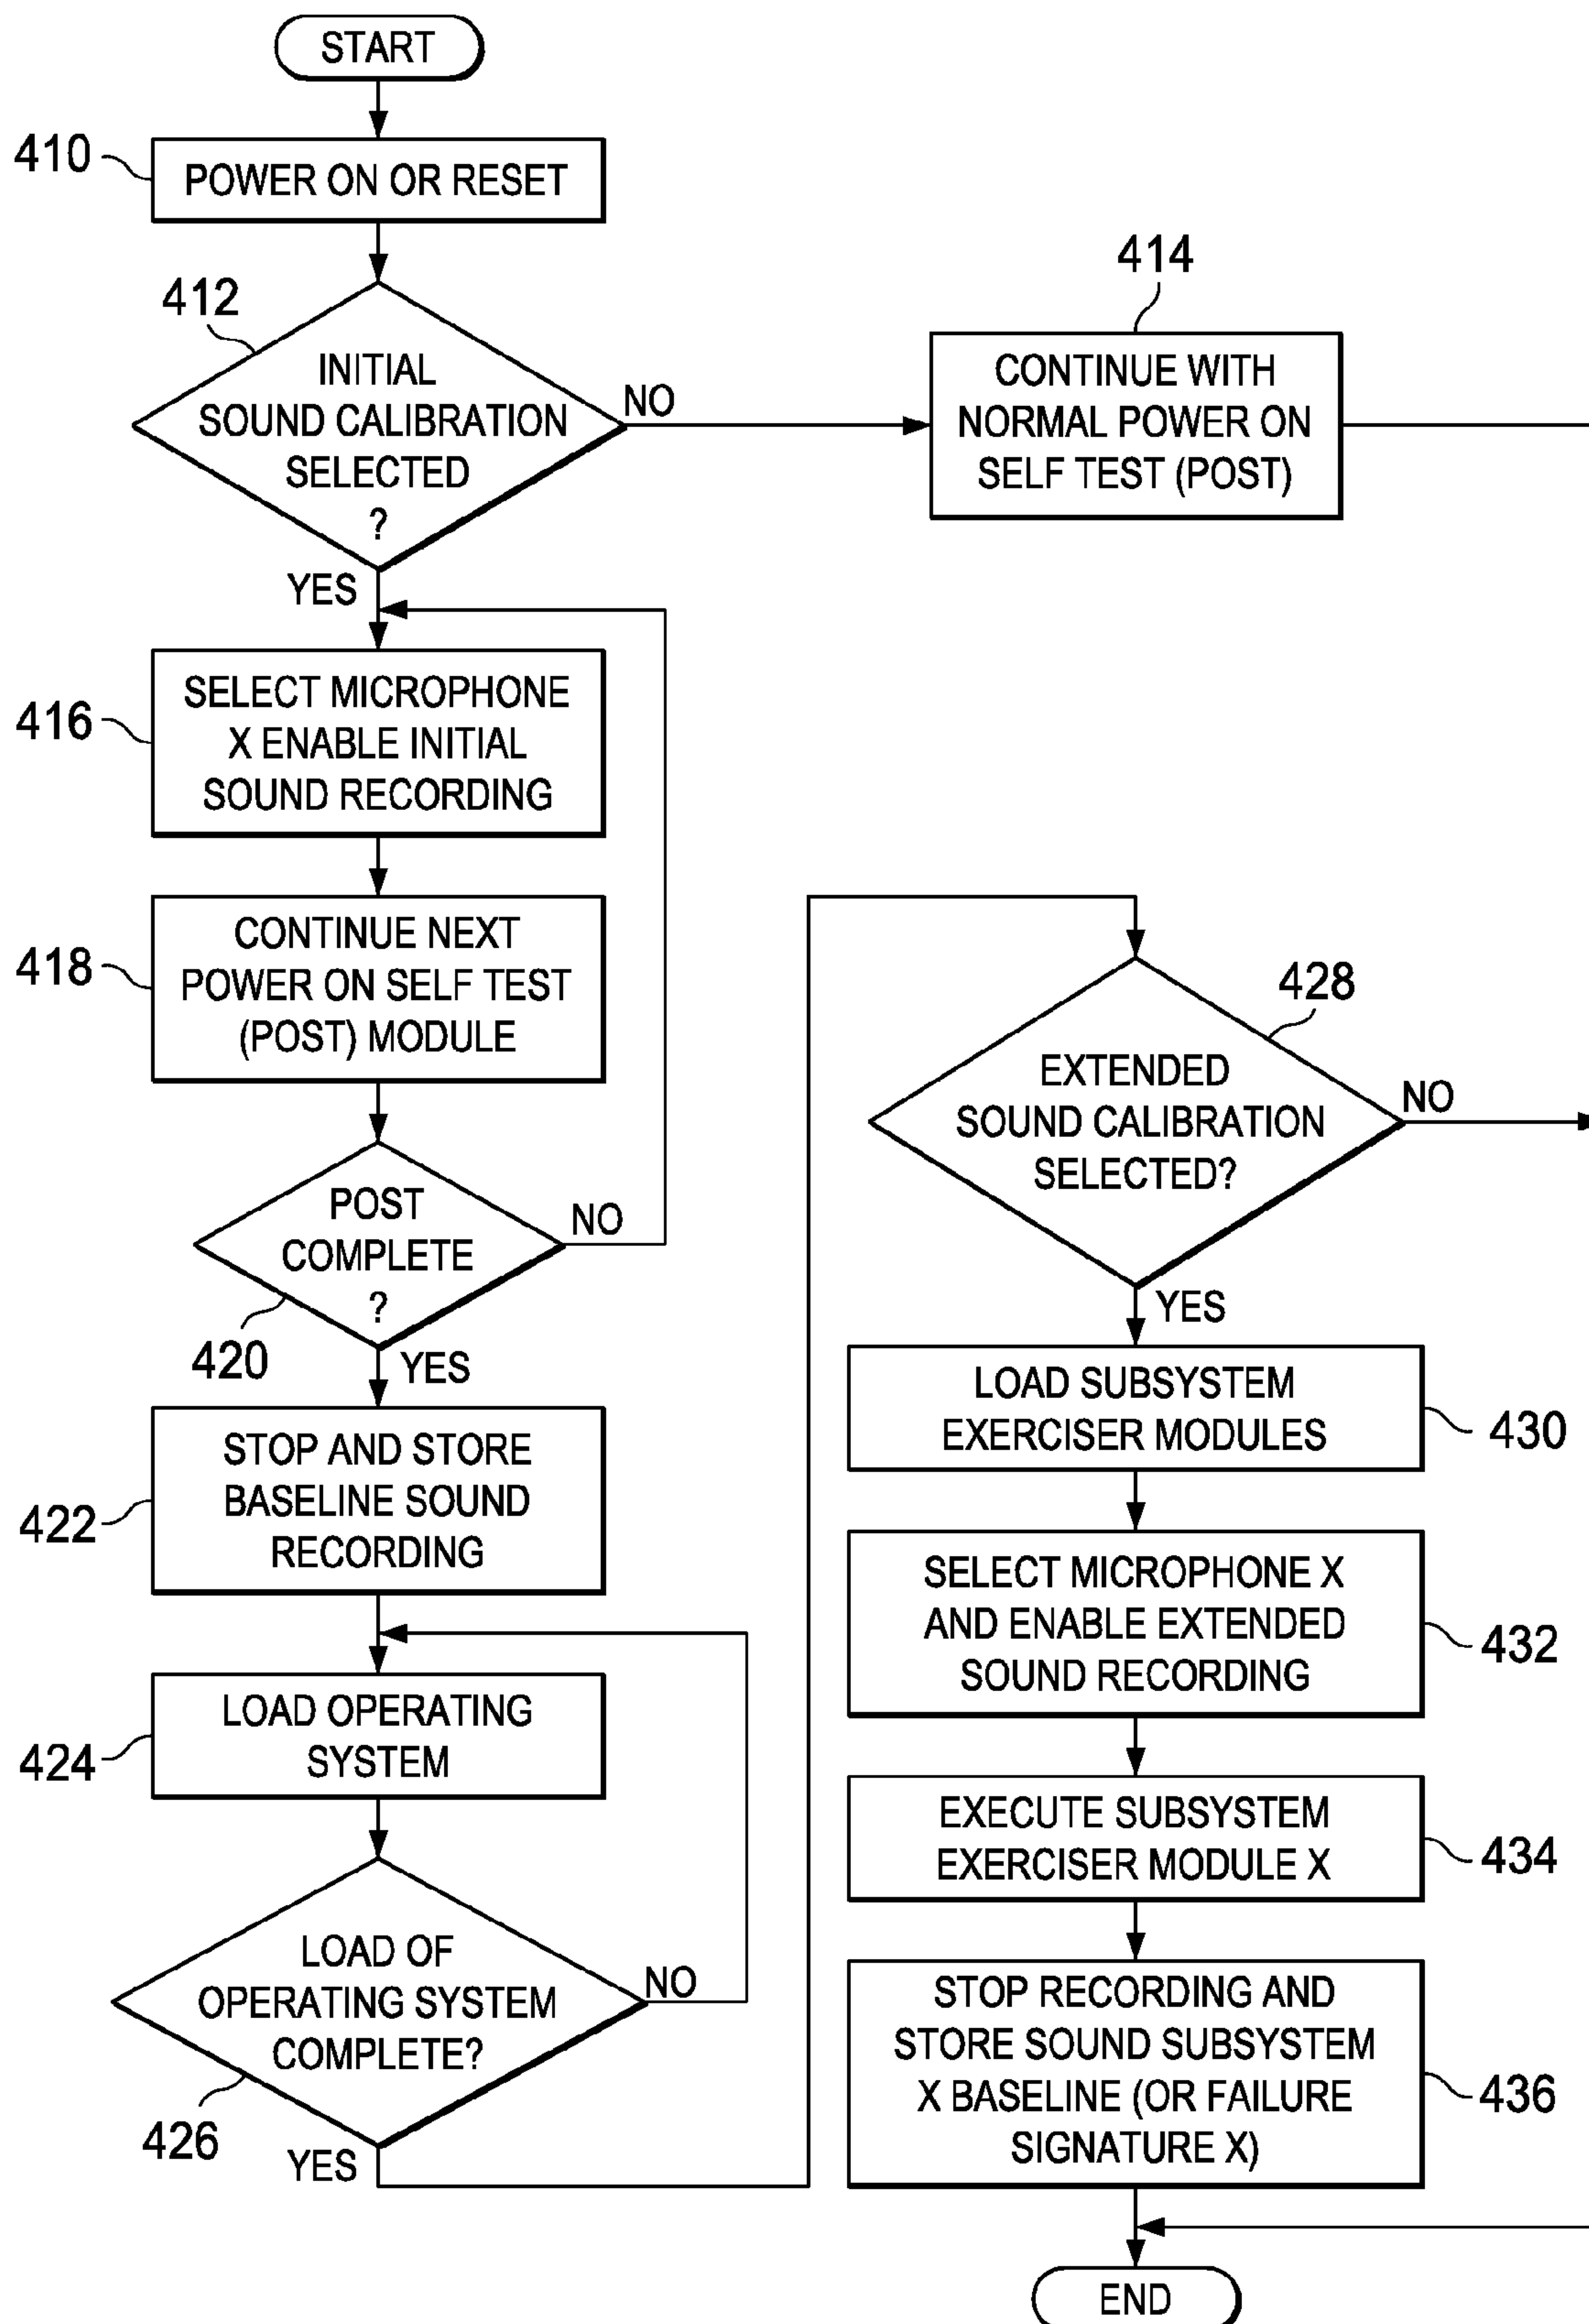 START
410
POWER ON OR RESET
412
INITIAL
SOUND CALIBRATION
SELECTED
?
NO
YES
414
CONTINUE WITH
NORMAL POWER ON
SELF TEST (POST)
416
SELECT MICROPHONE
X ENABLE INITIAL
SOUND RECORDING
418
CONTINUE NEXT
POWER ON SELF TEST
(POST) MODULE
POST
COMPLETE
?
NO
420
YES
422
STOP AND STORE
BASELINE SOUND
RECORDING
424
LOAD OPERATING
SYSTEM
LOAD OF
OPERATING SYSTEM
COMPLETE?
NO
426
YES
428
EXTENDED
SOUND CALIBRATION
SELECTED?
NO
YES
LOAD SUBSYSTEM
EXERCISER MODULES
430
SELECT MICROPHONE X
AND ENABLE EXTENDED
SOUND RECORDING
432
EXECUTE SUBSYSTEM
EXERCISER MODULE X
434
STOP RECORDING AND
STORE SOUND SUBSYSTEM
X BASELINE (OR FAILURE
SIGNATURE X)
436
END